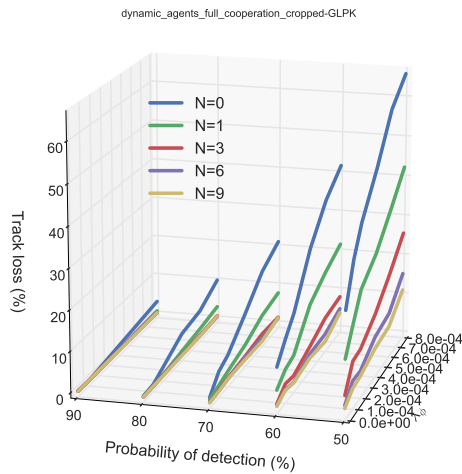 dynamic_agents_full_cooperation_cropped-GLPK
N=0
N=1
N=3
N=6
N=9
Track loss (%)
60
50
40
30
20
10
0
90
80
70
60
50
Probability of detection (%)
8.0e-04
7.0e-04
6.0e-04
5.0e-04
4.0e-04
3.0e-04
2.0e-04
1.0e-04
0.0e+00